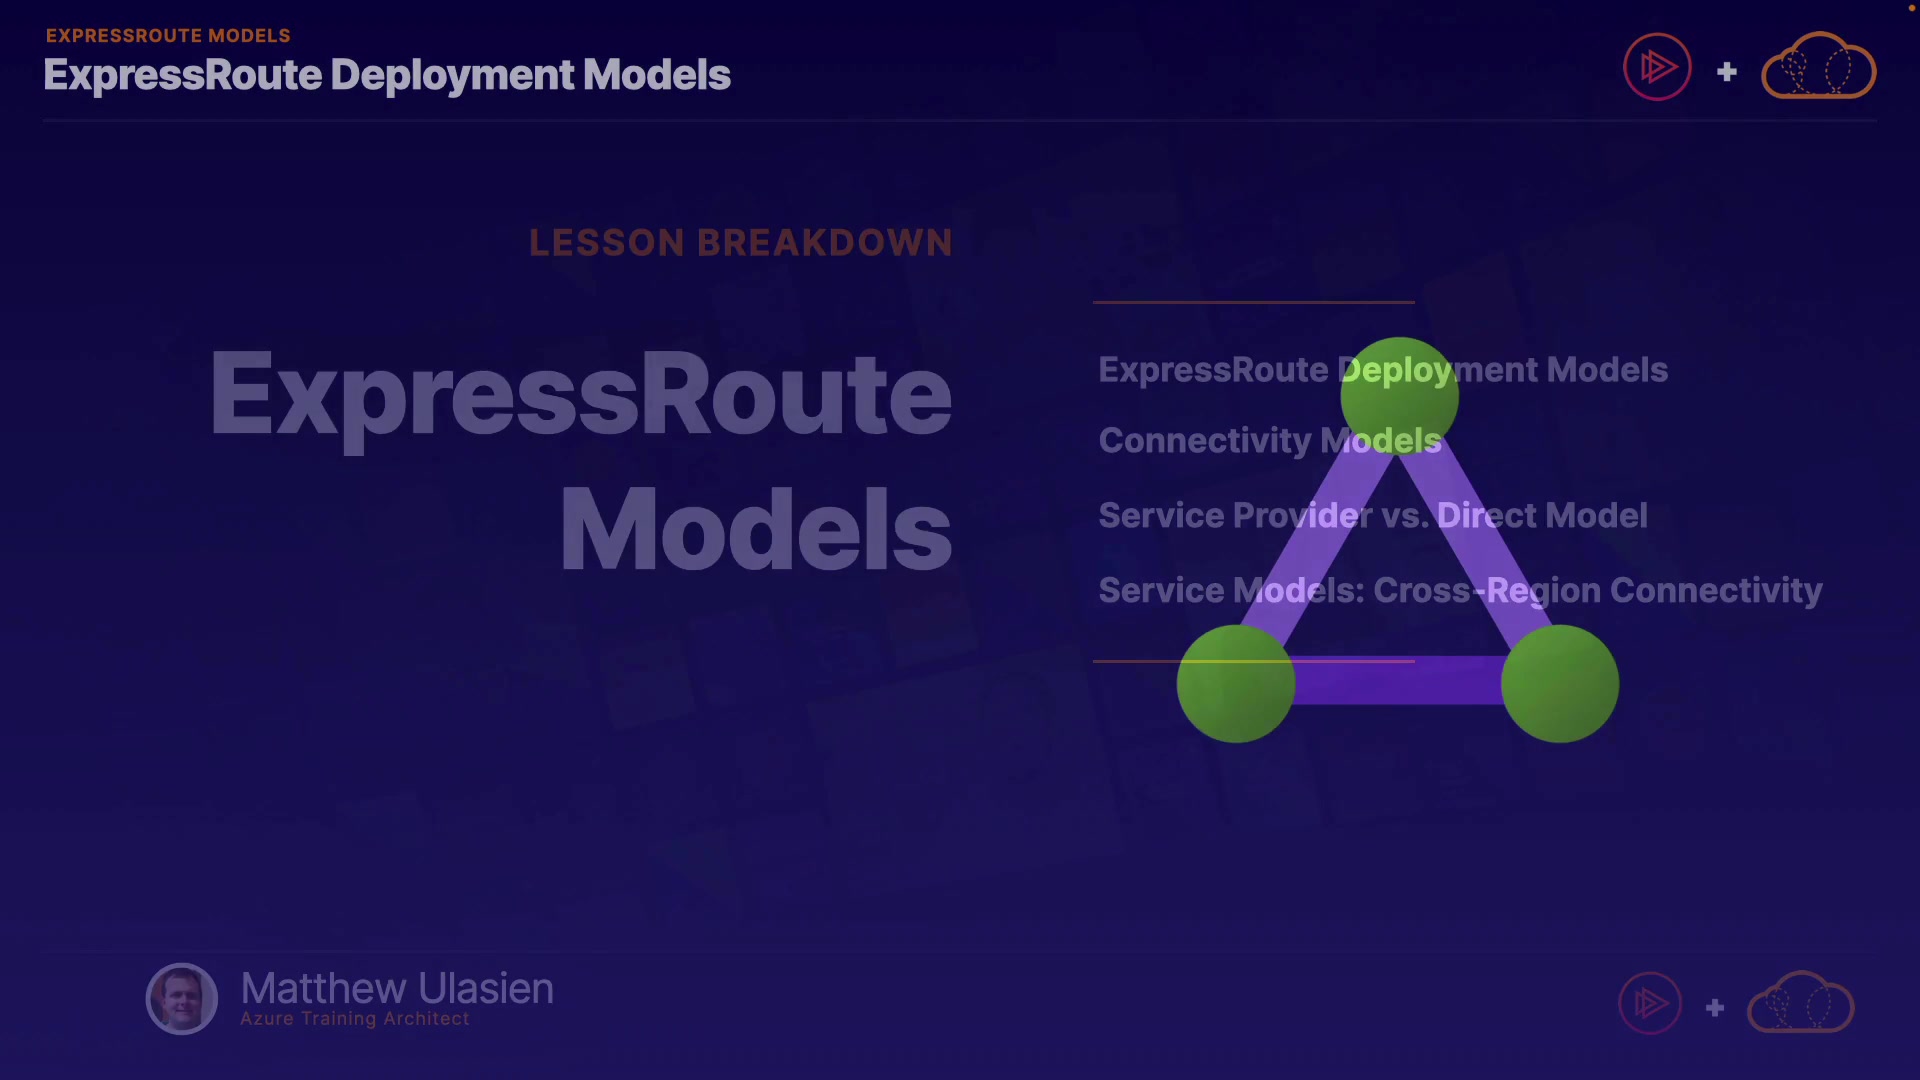 EXPRESSROUTE MODELS
ExpressRoute Deployment Models
+
LESSON BREAKDOWN
ExpressRoute
Models
ExpressRoute Deployment Models
Connectivity Models
Service Provider vs. Direct Model
Service Models: Cross-Region Connectivity
Matthew Ulasien
Azure Training Architect
+